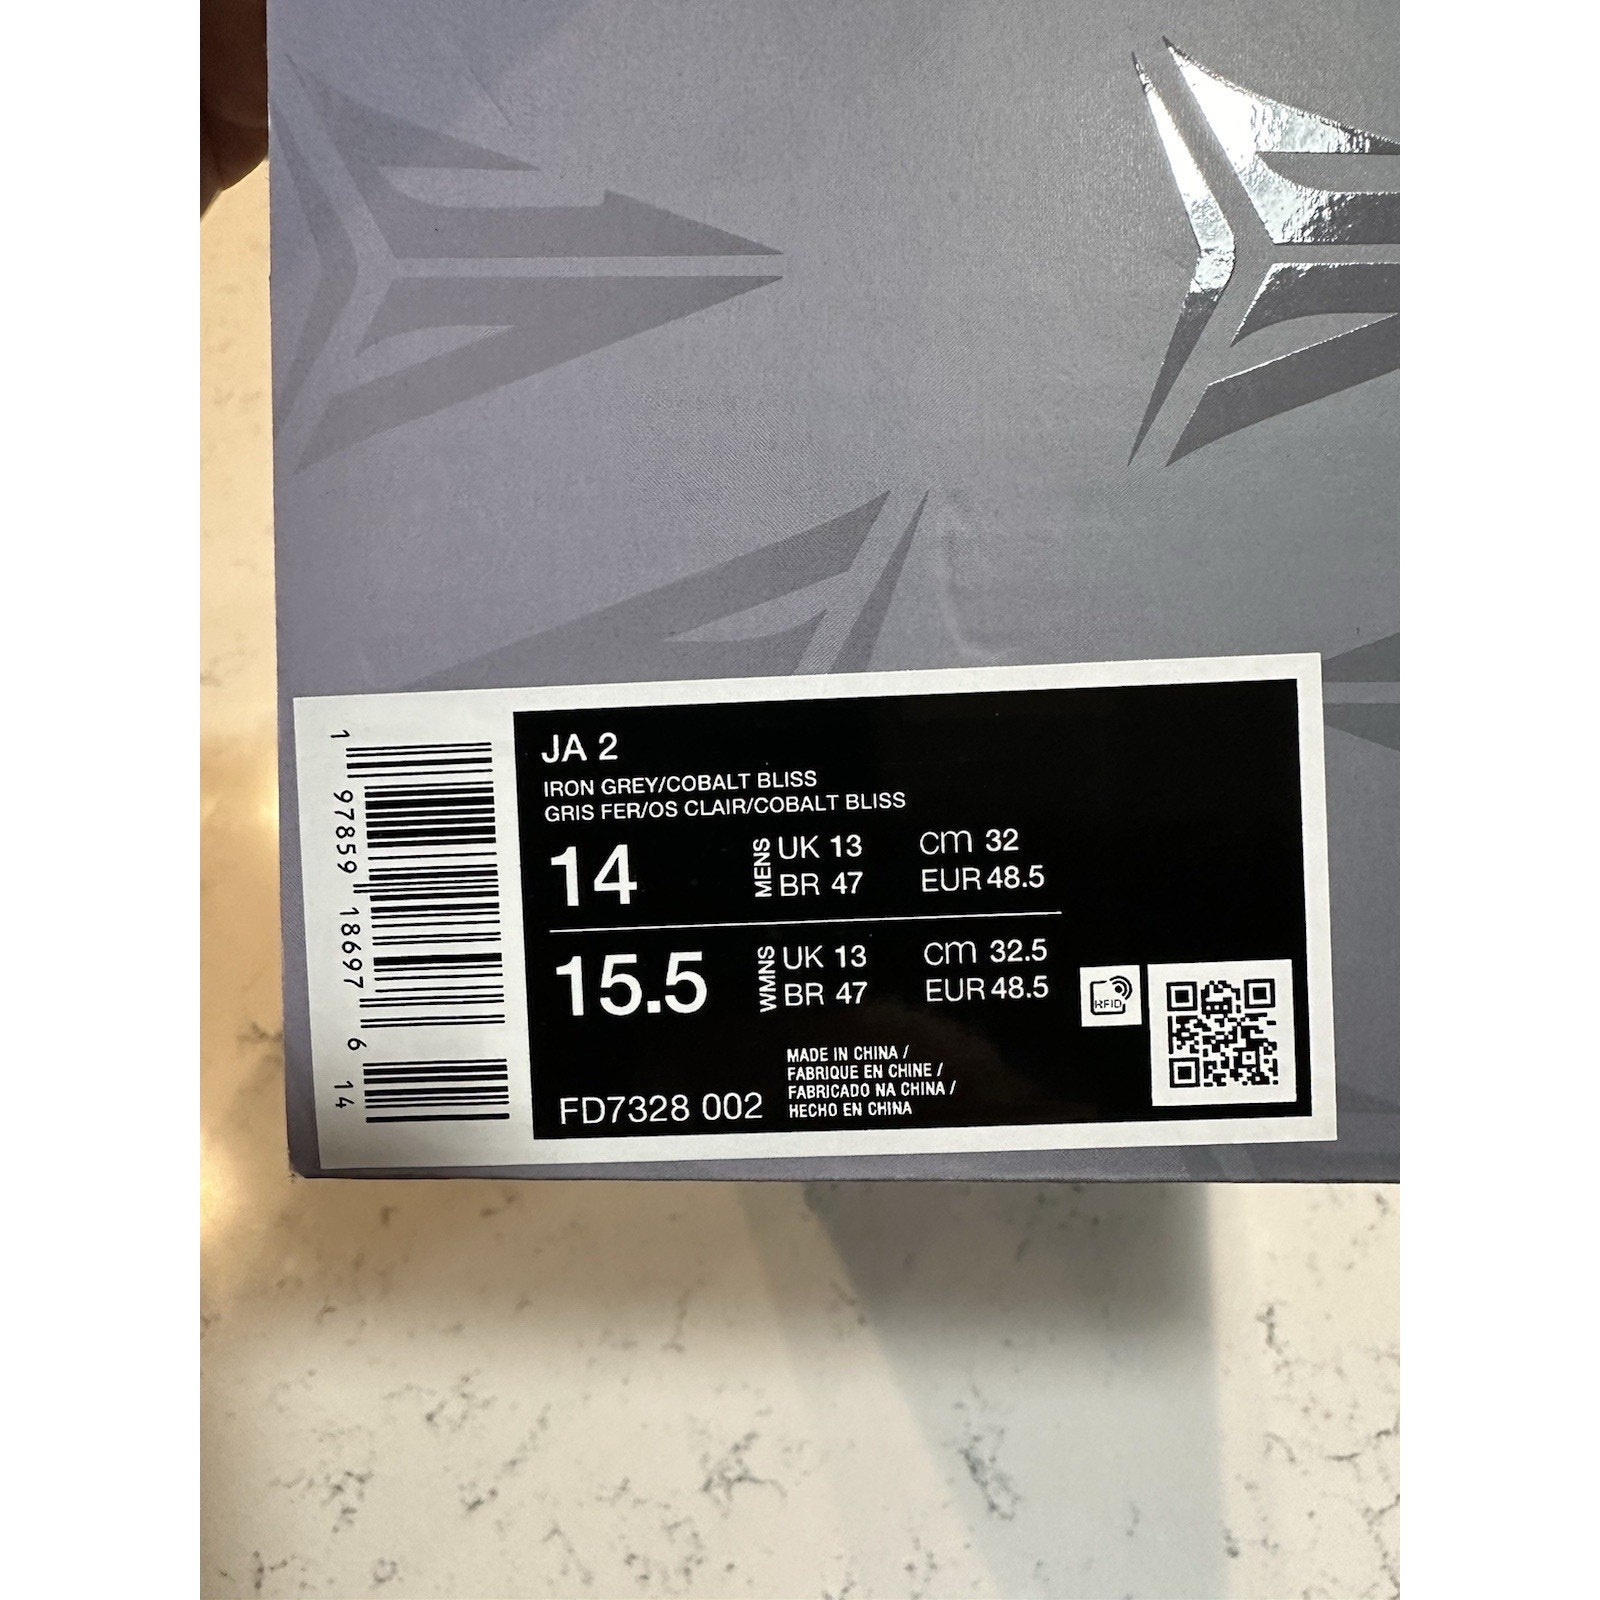 JA 2
IRON GREY/COBALT BLISS
GRIS FER/OS CLAIR/COBALT BLISS
14
MENS
UK 13
CM 32
BR 47
EUR 48.5
15.5
WMNS
UK 13
CM 32.5
BR 47
EUR 48.5
RFID
MADE IN CHINA /
FABRIQUE EN CHINE /
FABRICADO NA CHINA /
HECHO EN CHINA
FD7328 002
1 97859 18697 6 14